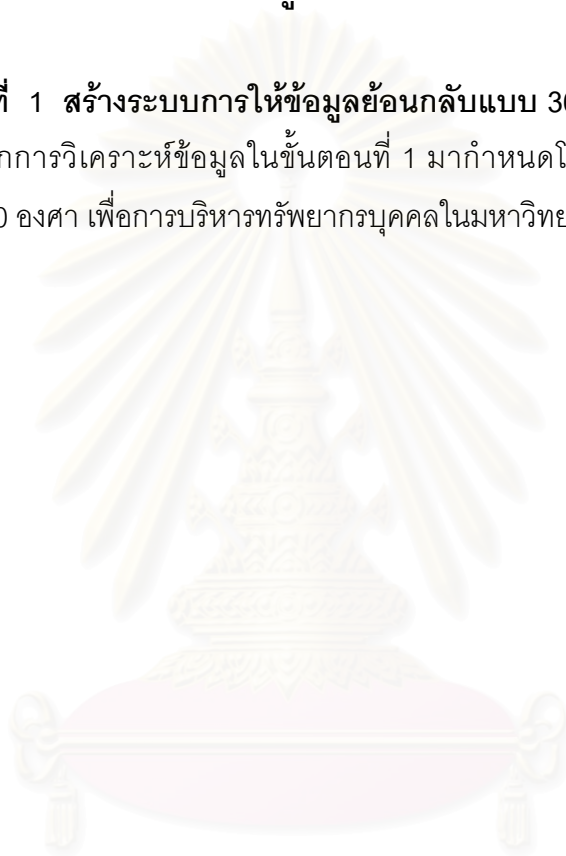 ที่ 1 สร้างระบบการให้ข้อมูลย้อนกลับแบบ 36
กการวิเคราะห์ข้อมูลในขั้นตอนที่ 1 มากำหนดโ
0 องศา เพื่อการบริหารทรัพยากรบุคคลในมหาวิทย